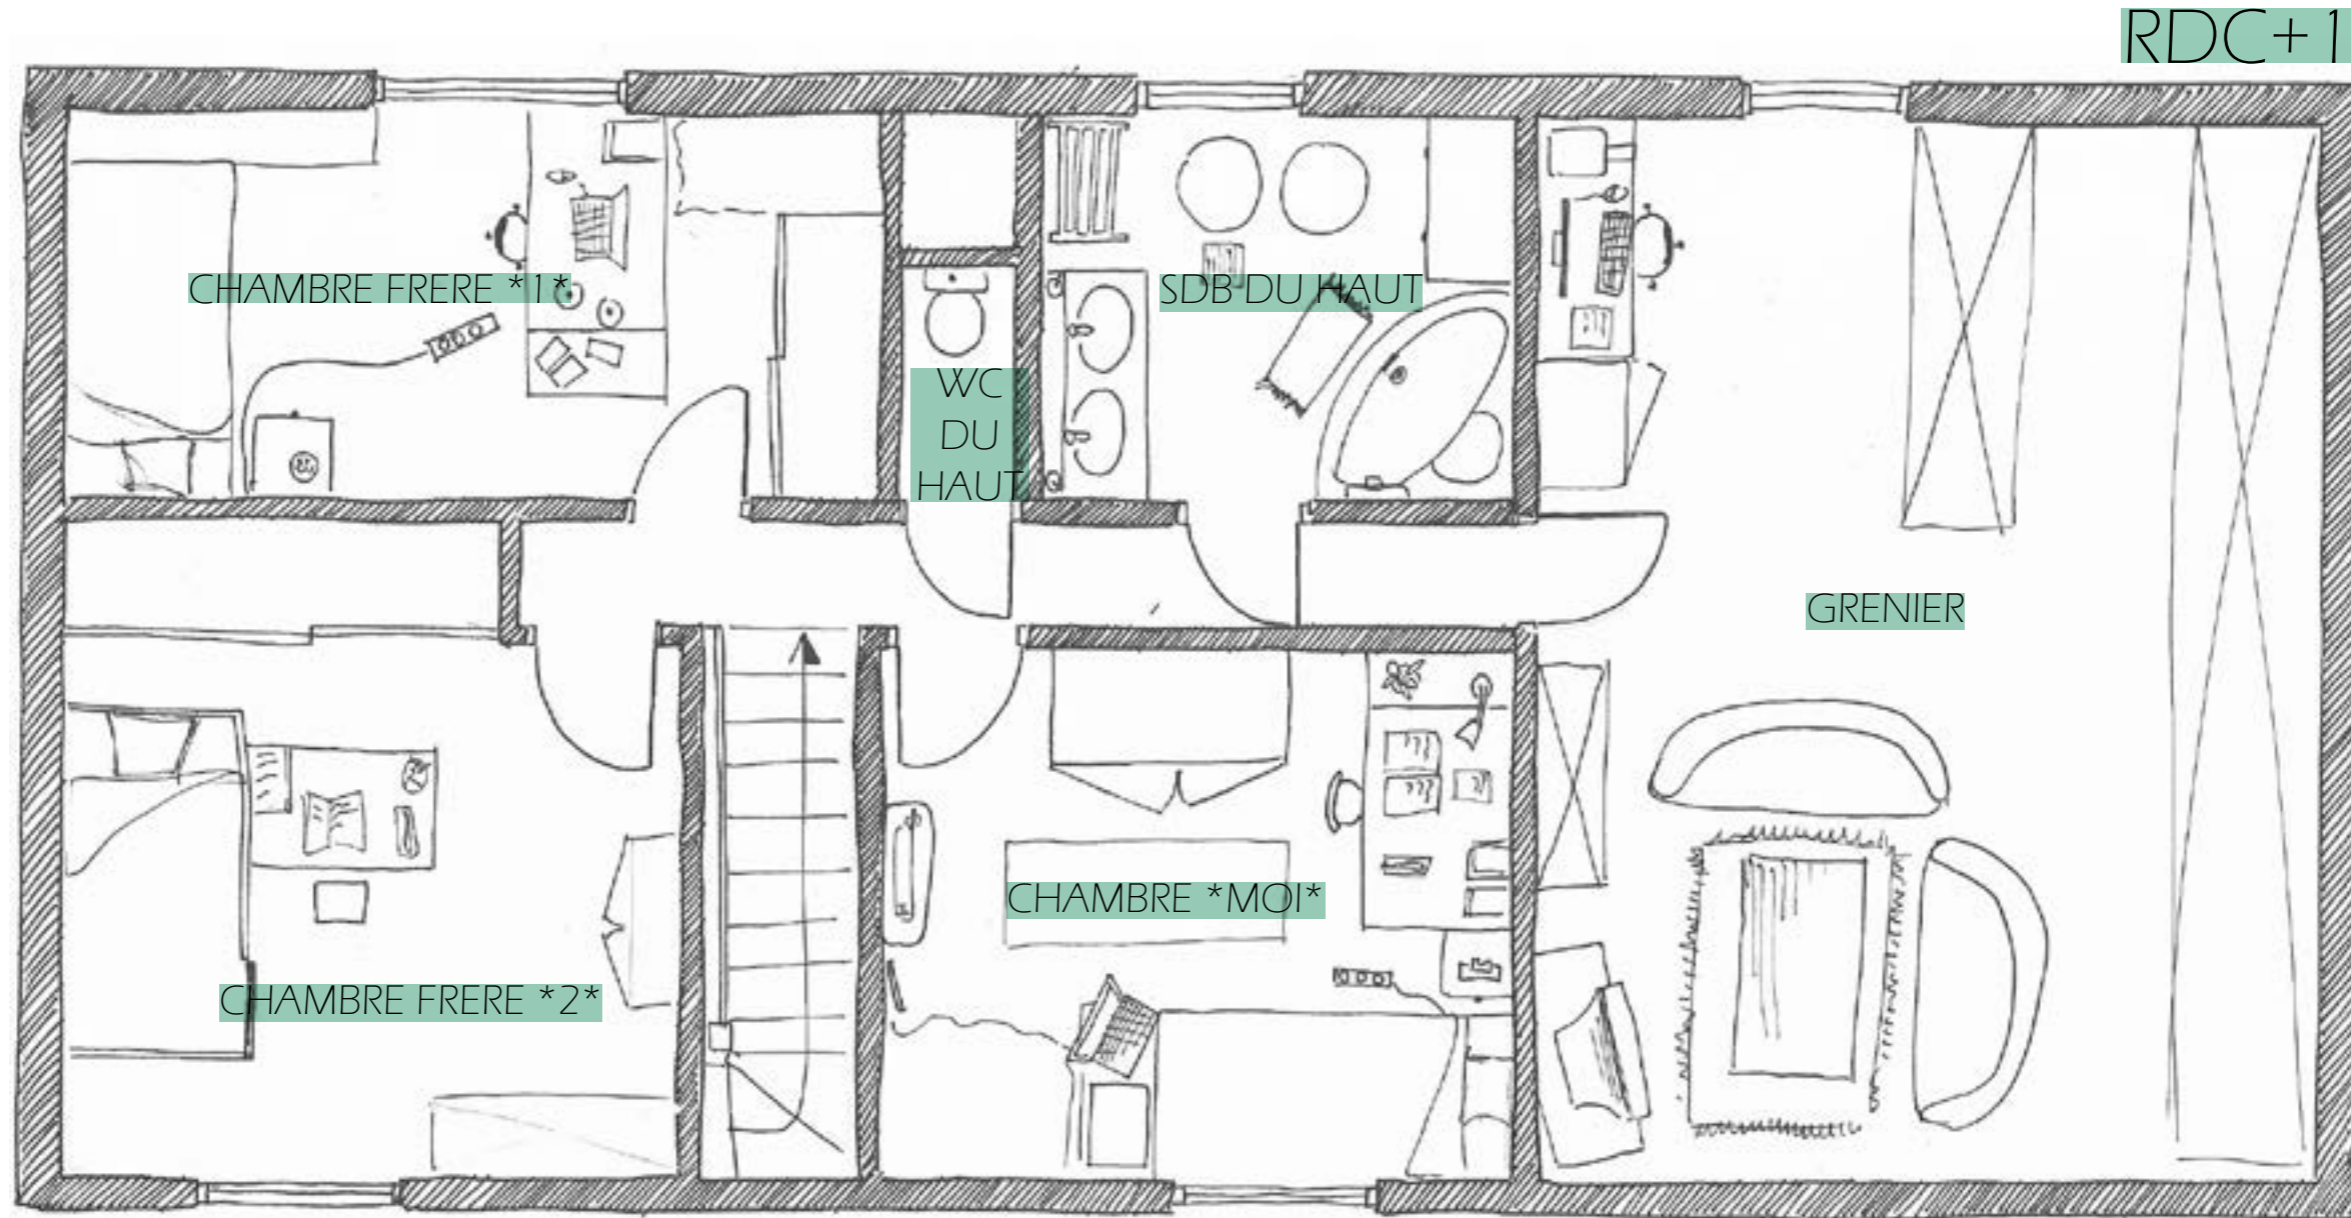 RDC+1
CHAMBRE FRERE *1*
SDB DU HAUT
WC
DU
HAUT
GRENIER
CHAMBRE *MOI*
CHAMBRE FRERE *2*